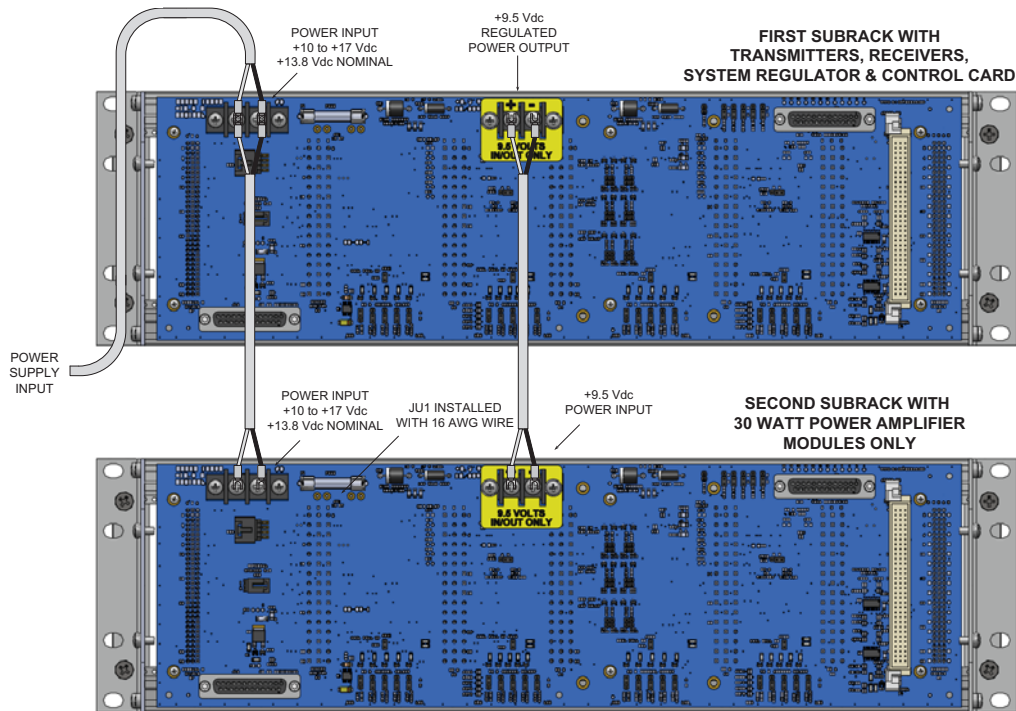 POWER INPUT
+10 to +17 Vdc
+13.8 Vdc NOMINAL
+9.5 Vdc
REGULATED
POWER OUTPUT
FIRST SUBRACK WITH
TRANSMITTERS, RECEIVERS,
SYSTEM REGULATOR & CONTROL CARD
+ -
9.5 VOLTS
IN/OUT ONLY
POWER
SUPPLY
INPUT
POWER INPUT
+10 to +17 Vdc
+13.8 Vdc NOMINAL
JU1 INSTALLED
WITH 16 AWG WIRE
+9.5 Vdc
POWER INPUT
SECOND SUBRACK WITH
30 WATT POWER AMPLIFIER
MODULES ONLY
9.5 VOLTS
IN/OUT ONLY